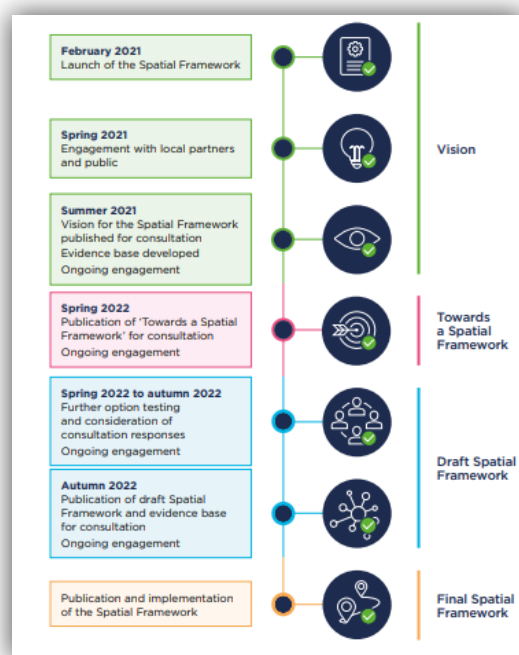 February 2021
Launch of the Spatial Framework
Spring 2021
Engagement with local partners
and public
Vision
Summer 2021
Vision for the Spatial Framework
published for consultation
Evidence base developed
Ongoing engagement
Spring 2022
Publication of ‘Towards a Spatial
Framework’ for consultation
Ongoing engagement
Towards
a Spatial
Framework
Spring 2022 to autumn 2022
Further option testing
and consideration of
consultation responses
Ongoing engagement
Draft Spatial
Framework
Autumn 2022
Publication of draft Spatial
Framework and evidence base
for consultation
Ongoing engagement
Publication and implementation
of the Spatial Framework
Final Spatial
Framework